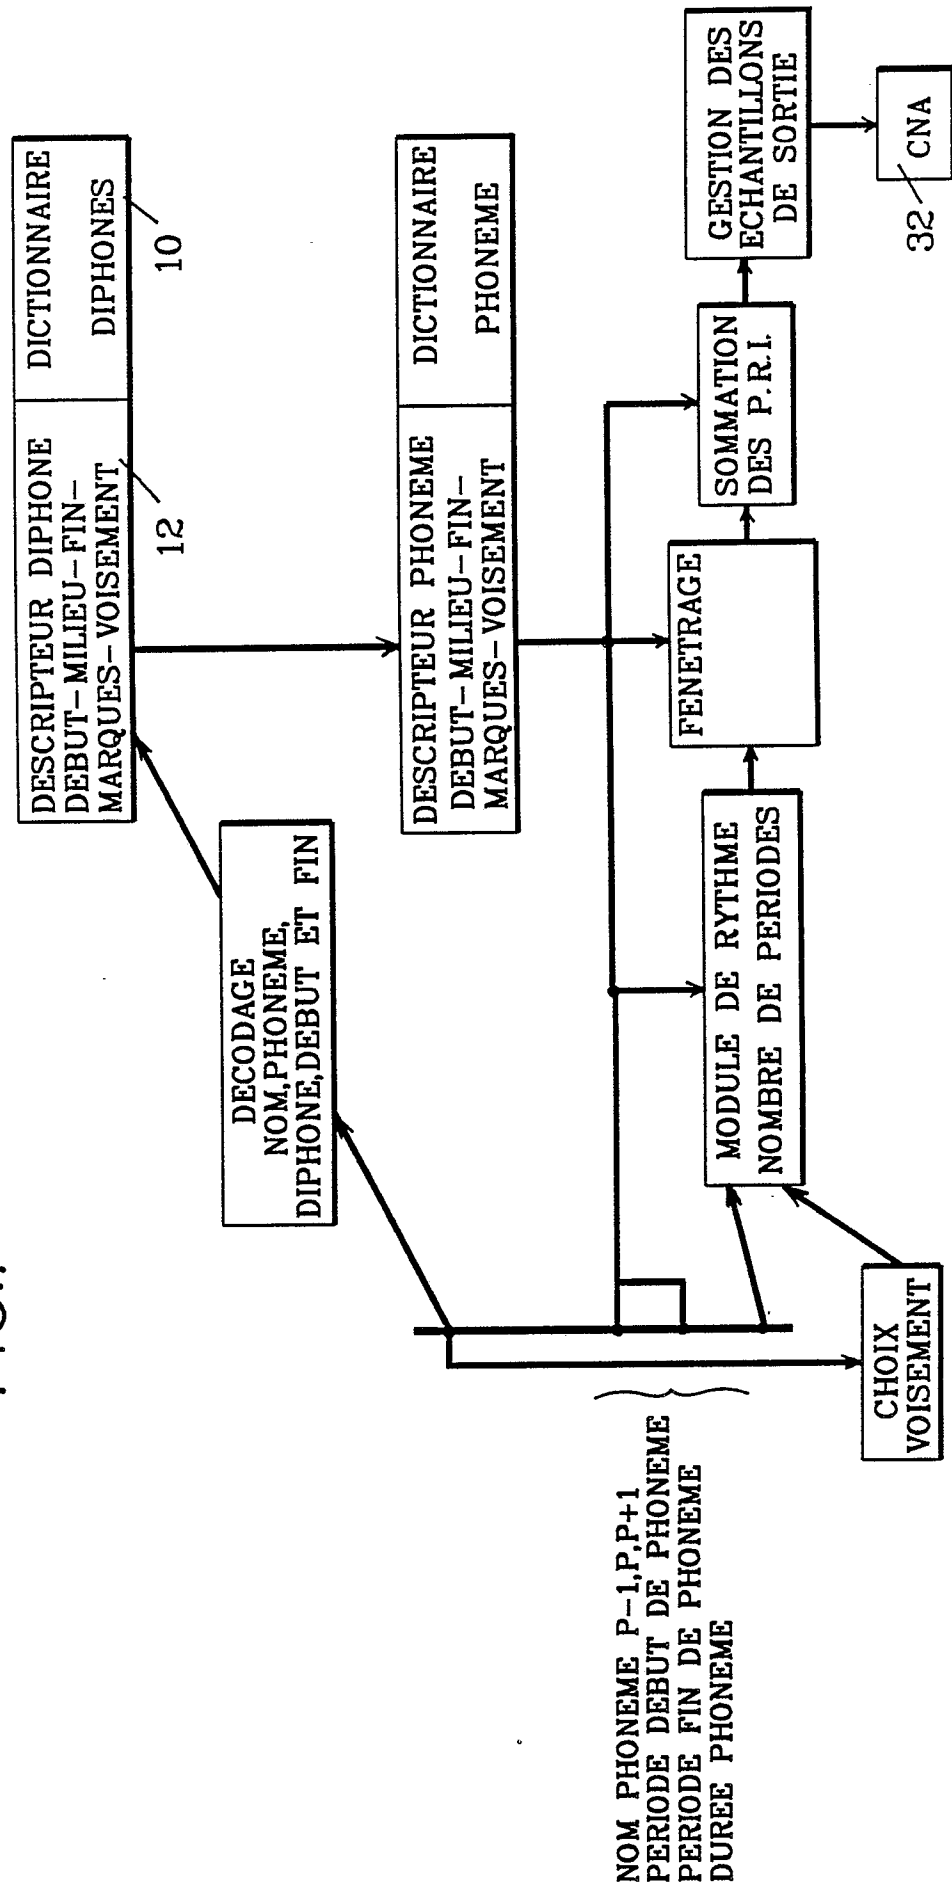 DESCRIPTEUR DIPHONE
DEBUT-MILIEU-FIN-
MARQUES-VOISEMENT
DICTIONNAIRE
DIPHONES
12
10
DECODAGE
NOM,PHONEME,
DIPHONE,DEBUT ET FIN
DESCRIPTEUR PHONEME
DEBUT-MILIEU-FIN-
MARQUES-VOISEMENT
DICTIONNAIRE
PHONEME
NOM PHONEME P-1,P,P+1
PERIODE DEBUT DE PHONEME
PERIODE FIN DE PHONEME
DUREE PHONEME
CHOIX
VOISEMENT
MODULE DE RYTHME
NOMBRE DE PERIODES
FENETRAGE
SOMMATION
DES P.R.I.
GESTION DES
ECHANTILLONS
DE SORTIE
32
CNA